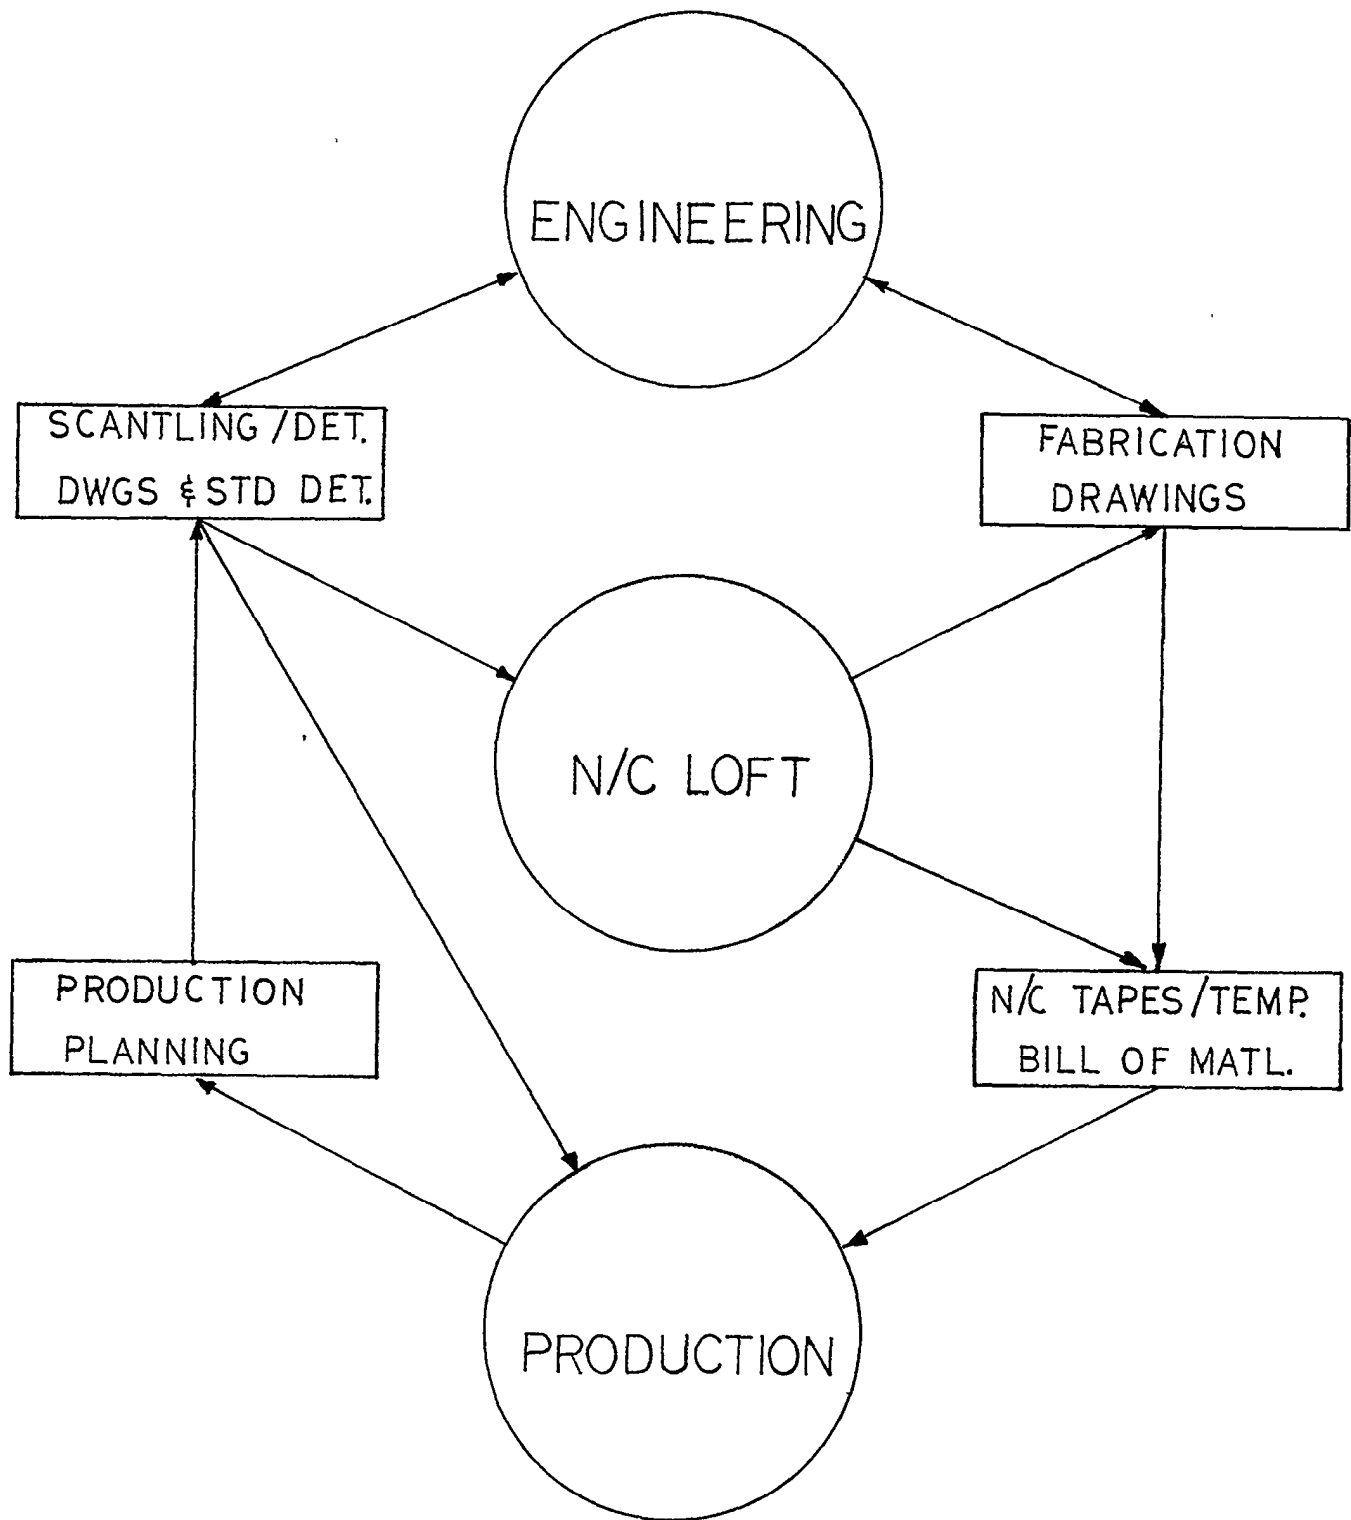 ENGINEERING
SCANTLING/DET.
DWGS & STD DET.
FABRICATION
DRAWINGS
N/C LOFT
PRODUCTION
PLANNING
N/C TAPES/TEMP.
BILL OF MATL.
PRODUCTION